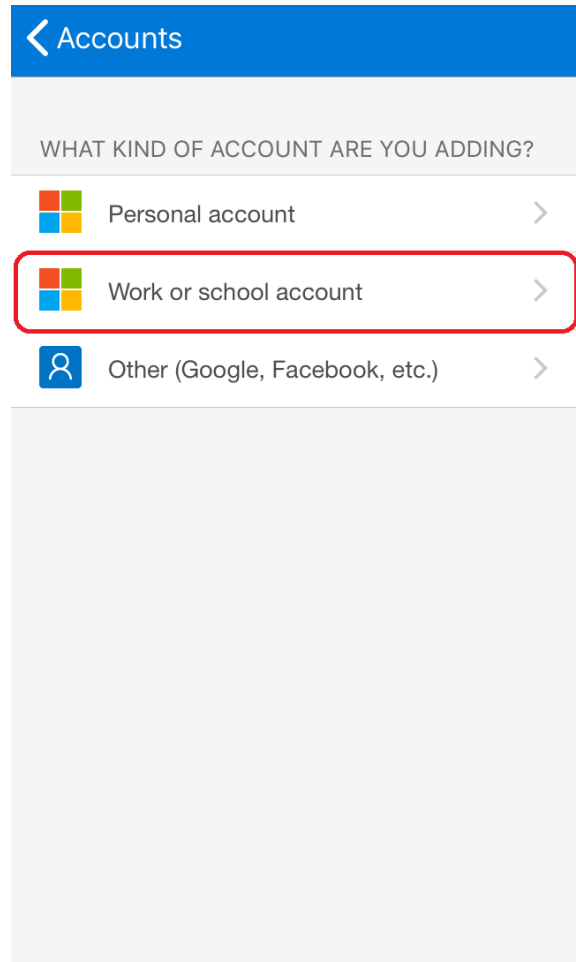 Accounts
WHAT KIND OF ACCOUNT ARE YOU ADDING?
Personal account
Work or school account
Other (Google, Facebook, etc.)